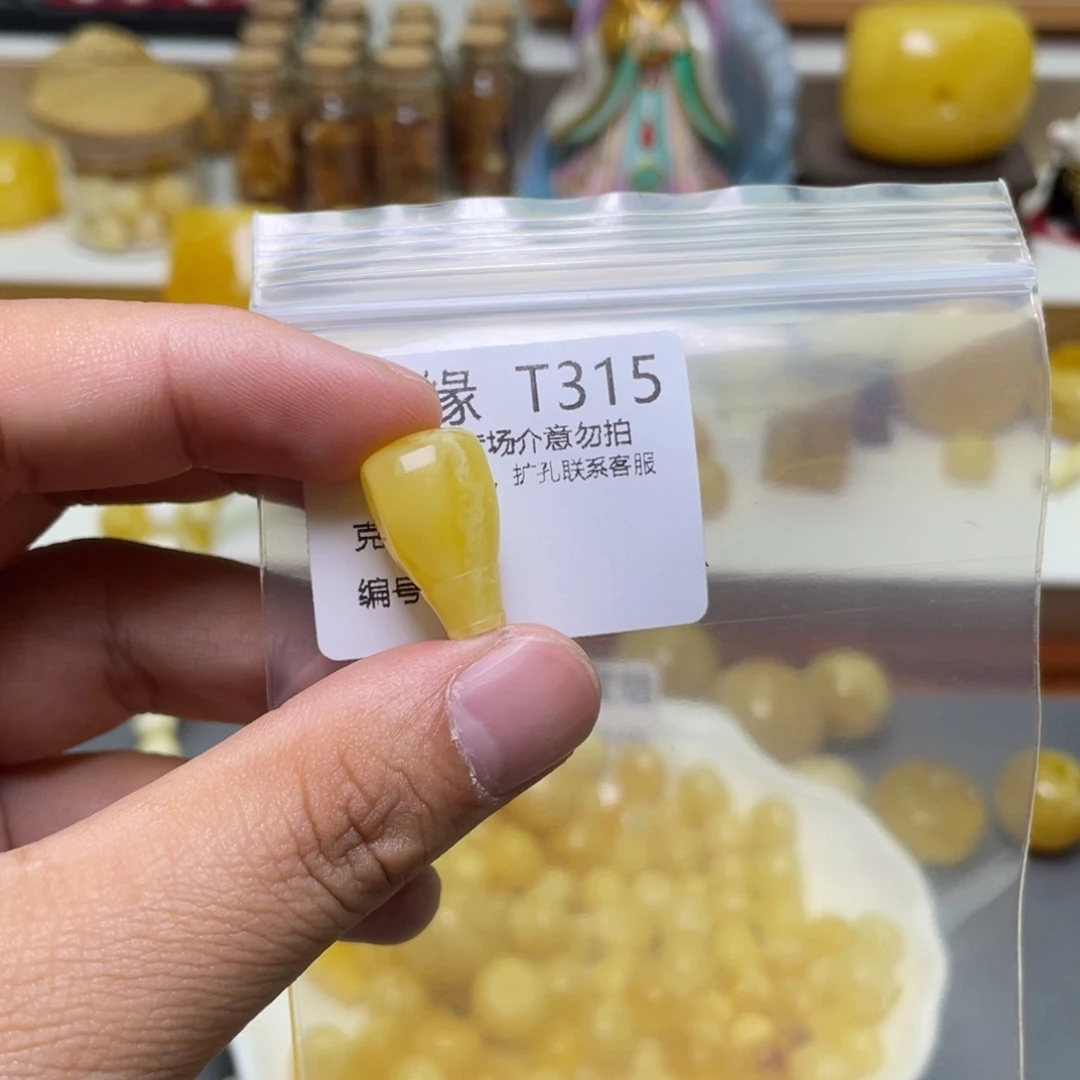 缘 T315
场介意勿拍
，扩孔联系客服
克
编号